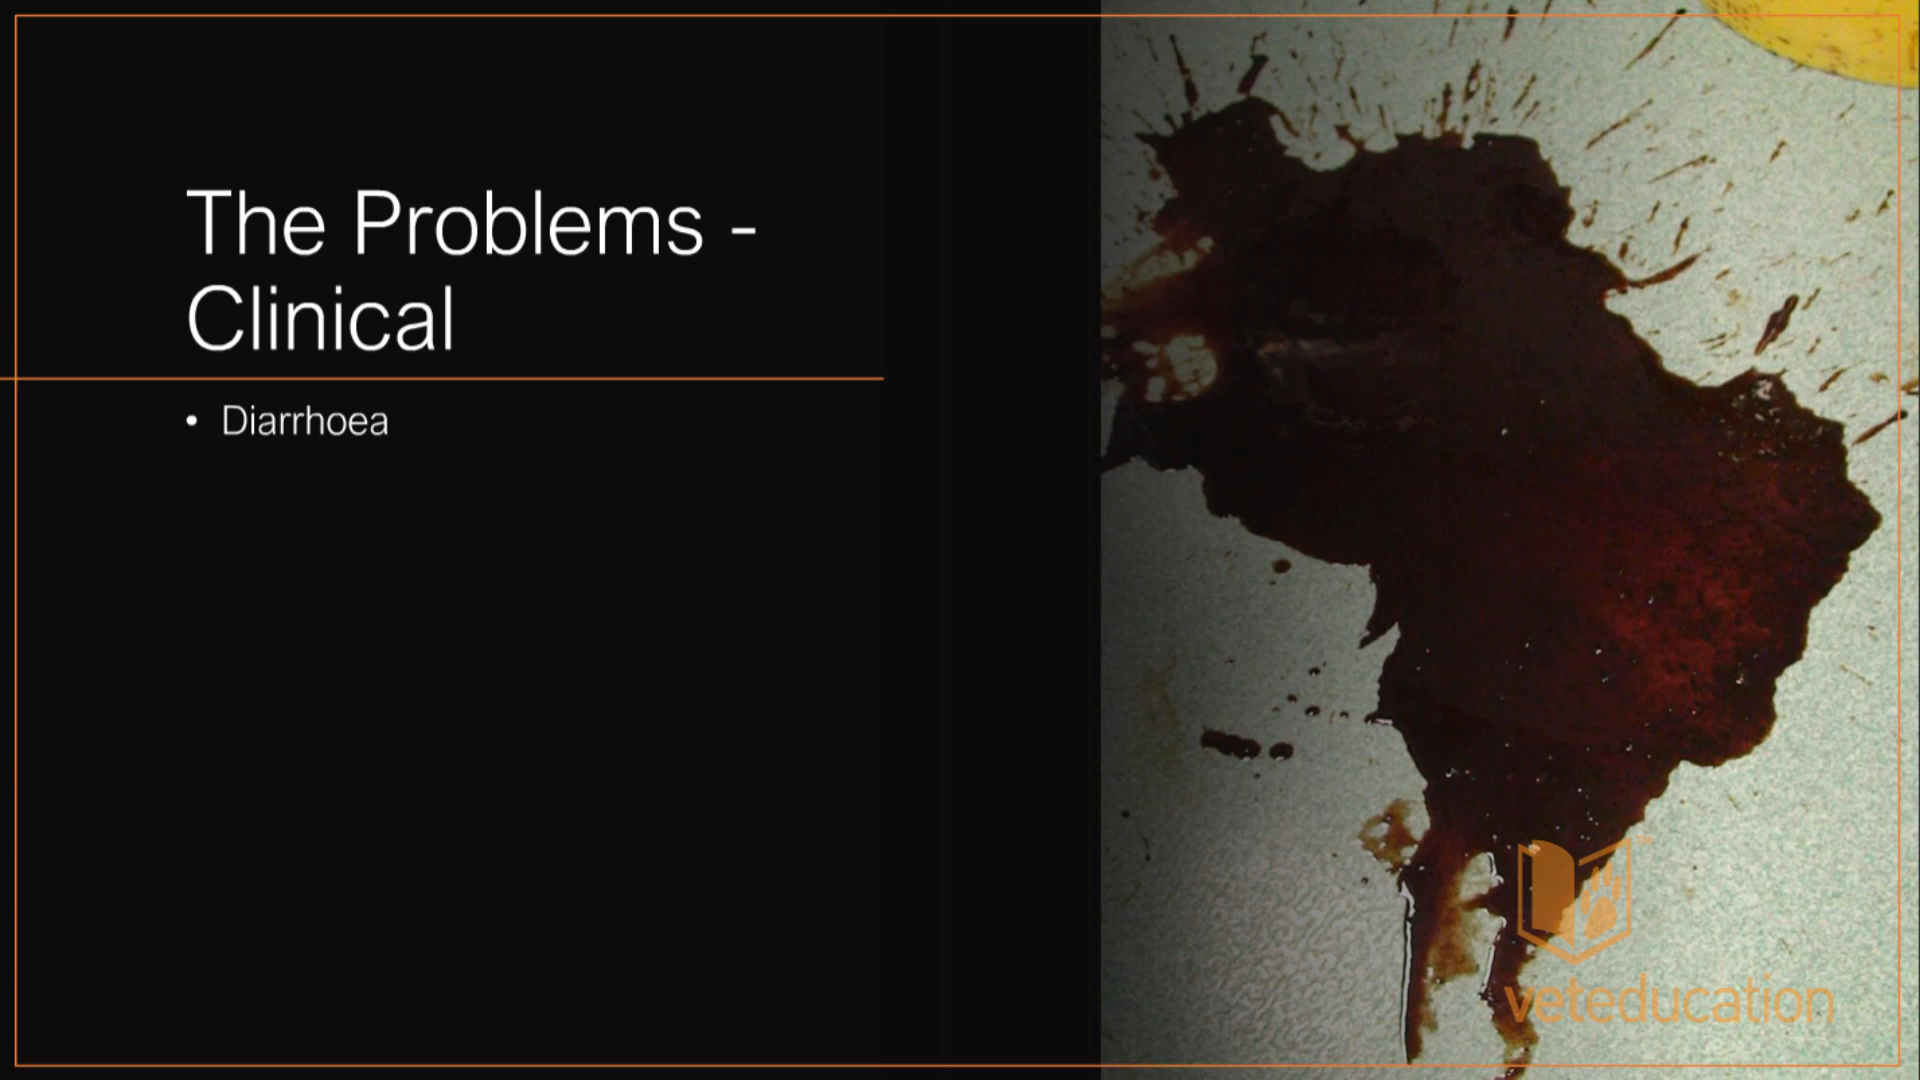 The Problems -
Clinical
• Diarrhoea
veteducation